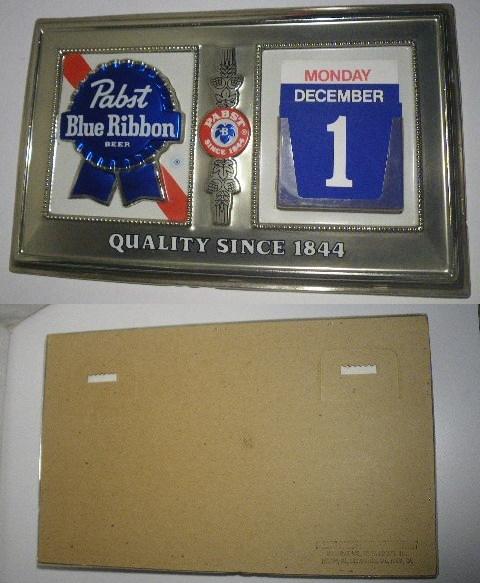 Pabst
Blue Ribbon
BEER
®
PABST
B
SINCE 1844
®
MONDAY
DECEMBER
1
QUALITY SINCE 1844